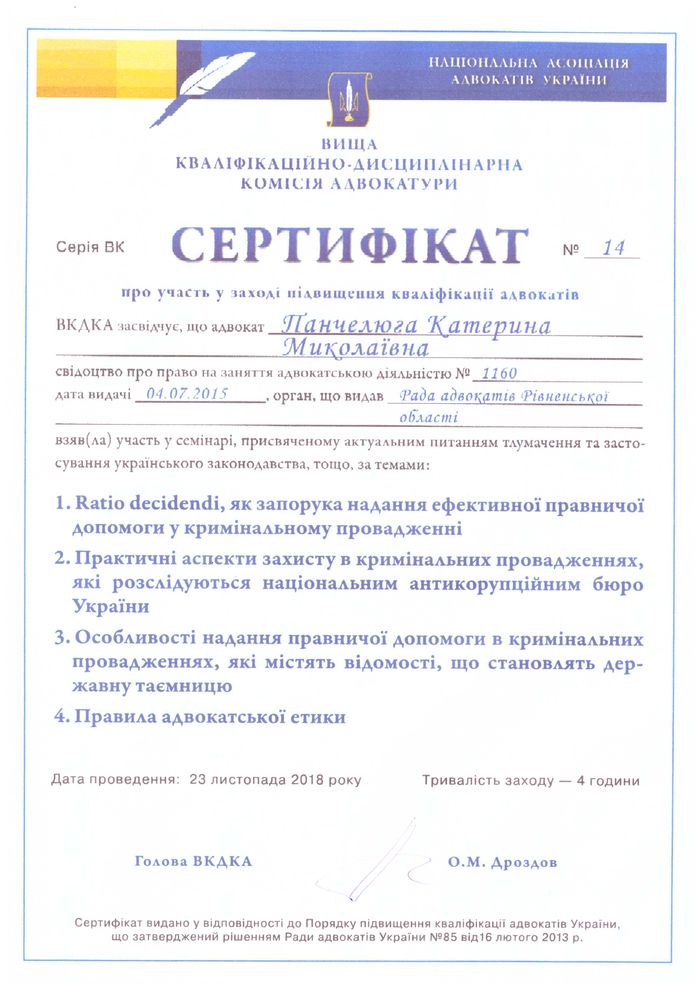 НАЦІОНАЛЬНА АСОЦІАЦІЯ
АДВОКАТІВ УКРАЇНИ
ВИЩА
КВАЛІФІКАЦІЙНО-ДИСЦИПЛІНАРНА
КОМІСІЯ АДВОКАТУРИ
Серія ВК СЕРТИФІКАТ № 14
про участь у заході підвищення кваліфікації адвокатів
ВКДКА засвідчує, що адвокат Панчелюга Катерина
Миколаївна
свідоцтво про право на заняття адвокатською діяльністю № 1160
дата видачі 04.07.2015, орган, що видав Рада адвокатів Рівненської
області
взяв(ла) участь у семінарі, присвяченому актуальним питанням тлумачення та засто-
сування українського законодавства, тощо, за темами:
1. Ratio decidendi, як запорука надання ефективної правничої
допомоги у кримінальному провадженні
2. Практичні аспекти захисту в кримінальних провадженнях,
які розслідуються національним антикорупційним бюро
України
3. Особливості надання правничої допомоги в кримінальних
провадженнях, які містять відомості, що становлять дер-
жавну таємницю
4. Правила адвокатської етики
Дата проведення: 23 листопада 2018 року Тривалість заходу — 4 години
Голова ВКДКА О.М. Дроздов
Сертифікат видано у відповідності до Порядку підвищення кваліфікації адвокатів України,
що затверджений рішенням Ради адвокатів України №85 від16 лютого 2013 р.